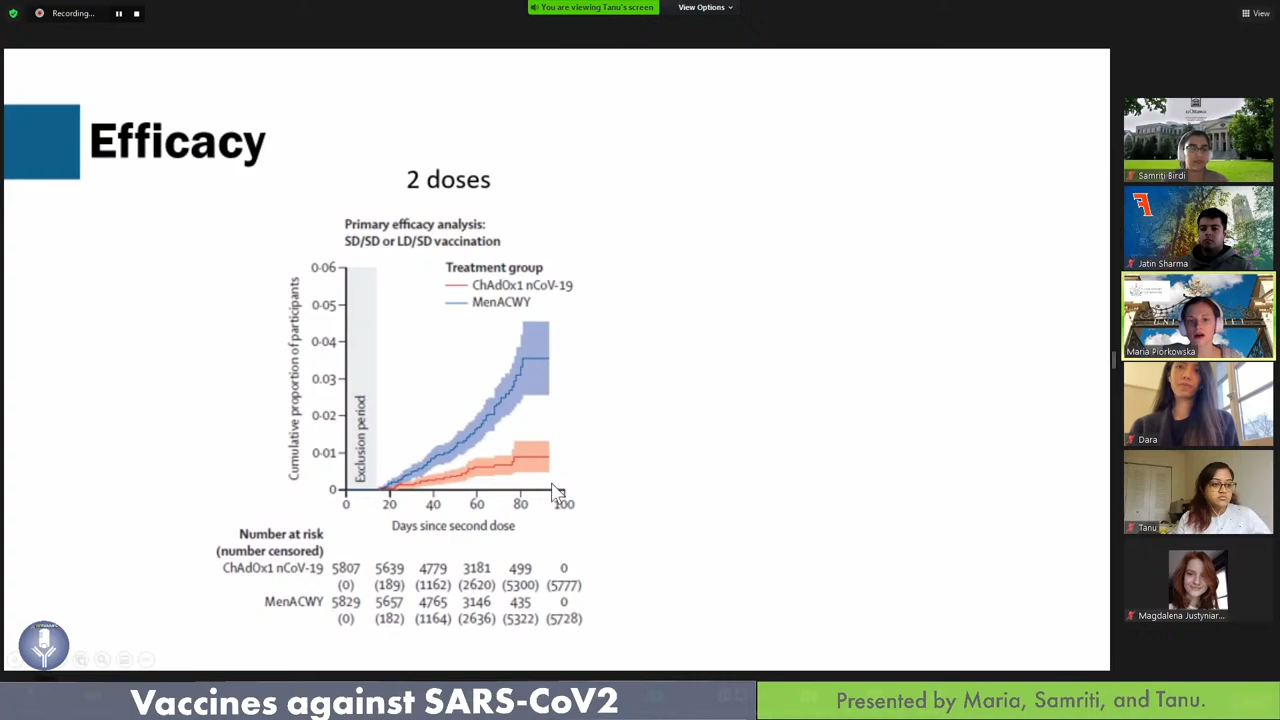 Recording...
You are viewing Tanu's screen
View Options
View
Efficacy
2 doses
Primary efficacy analysis:
SD/SD or LD/SD vaccination
Treatment group
ChAdOx1 nCoV-19
MenACWY
Cumulative proportion of participants
0·06
0·05
0·04
0·03
0·02
0·01
0
Exclusion period
0 20 40 60 80 100
Days since second dose
Number at risk
(number censored)
ChAdOx1 nCoV-19 5807 5639 4779 3181 499 0
(0) (189) (1162) (2620) (5300) (5777)
MenACWY 5829 5657 4765 3146 435 0
(0) (182) (1164) (2636) (5322) (5728)
uOttawa
Samriti Birdi
Jatin Sharma
Maria Piórkowska
Dara
Tanu
Magdalena Justyniar...
Vaccines against SARS-CoV2
Presented by Maria, Samriti, and Tanu.